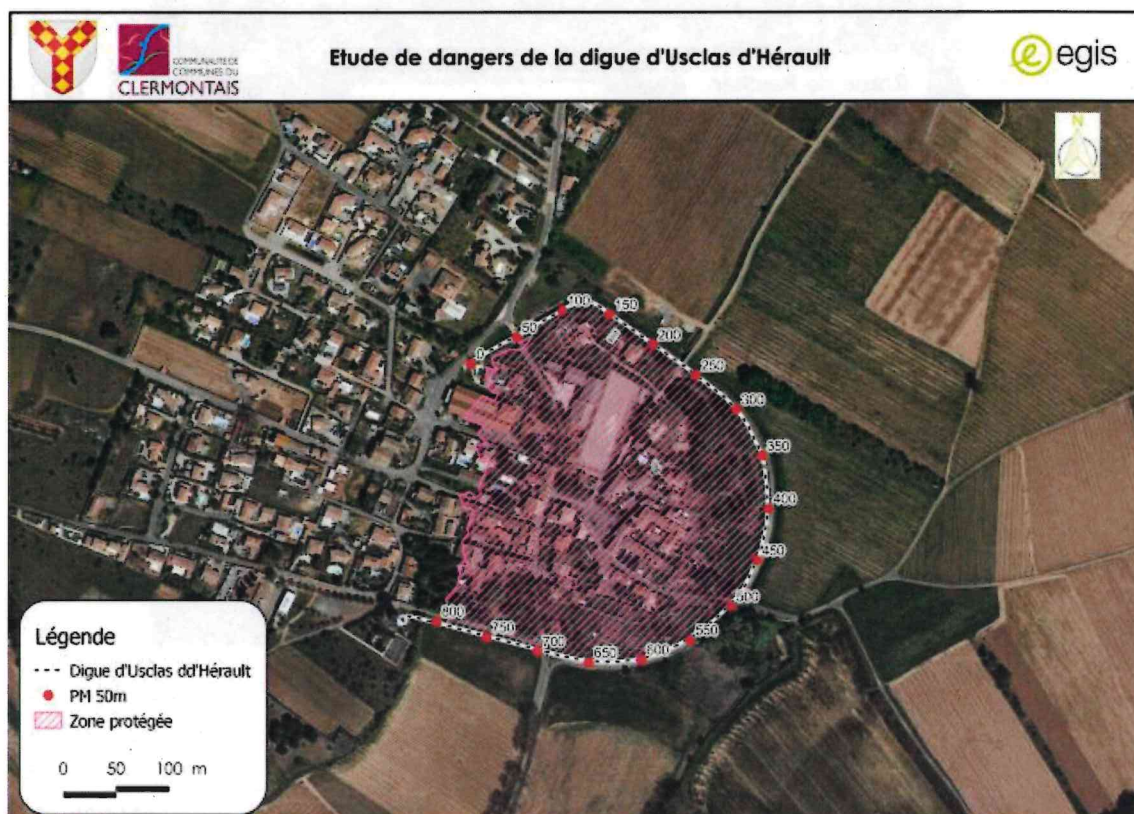 COMMUNAUTÉ DE
COMMUNES DU
CLERMONTAIS
Etude de dangers de la digue d'Usclas d'Hérault
egis
N
0
50
100
150
200
250
300
350
400
450
500
550
600
650
700
750
800
Légende
Digue d'Usclas dd'Hérault
PM 50m
Zone protégée
0 50 100 m